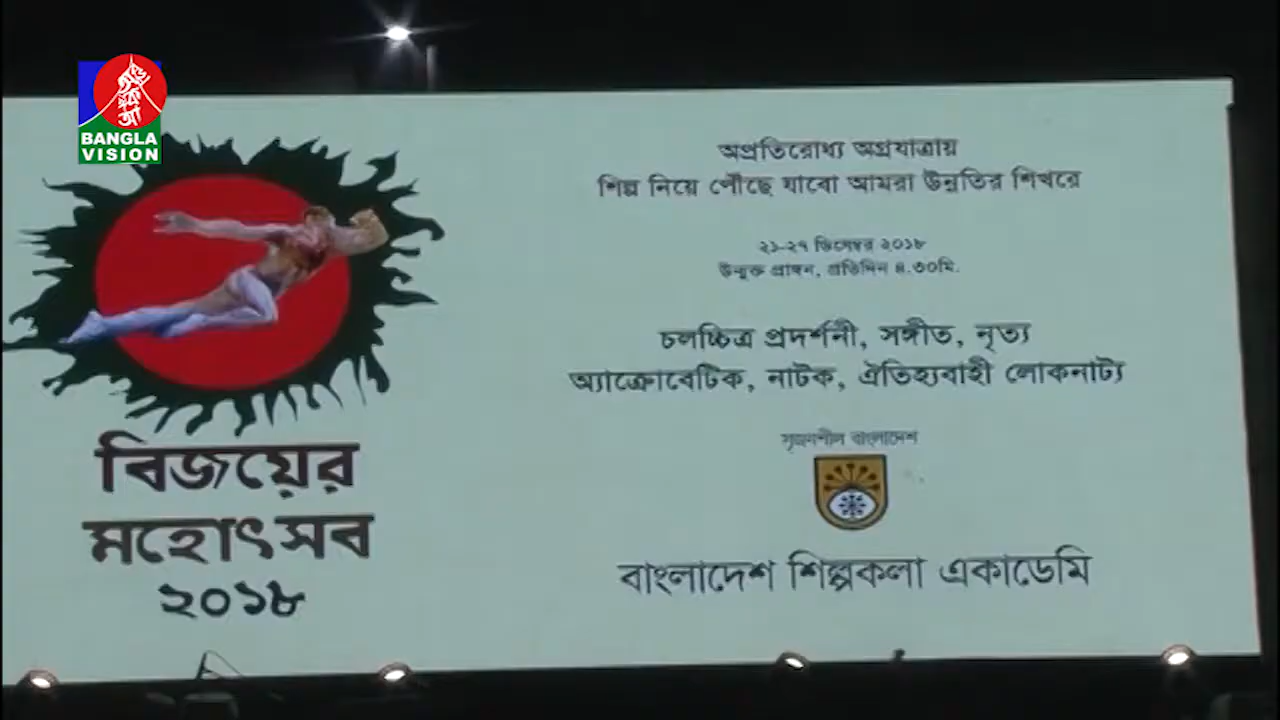 BANGLA
VISION
বিজয়ের
মহোৎসব
২০১৮
অপ্রতিরোধ্য অগ্রযাত্রায়
শিল্প নিয়ে পৌঁছে যাবো আমরা উন্নতির শিখরে
২১-২৭ ডিসেম্বর ২০১৮
উন্মুক্ত প্রাঙ্গন, প্রতিদিন ৪.৩০মি.
চলচ্চিত্র প্রদর্শনী, সঙ্গীত, নৃত্য
অ্যাক্রোবেটিক, নাটক, ঐতিহ্যবাহী লোকনাট্য
সৃজনশীল বাংলাদেশ
বাংলাদেশ শিল্পকলা একাডেমি